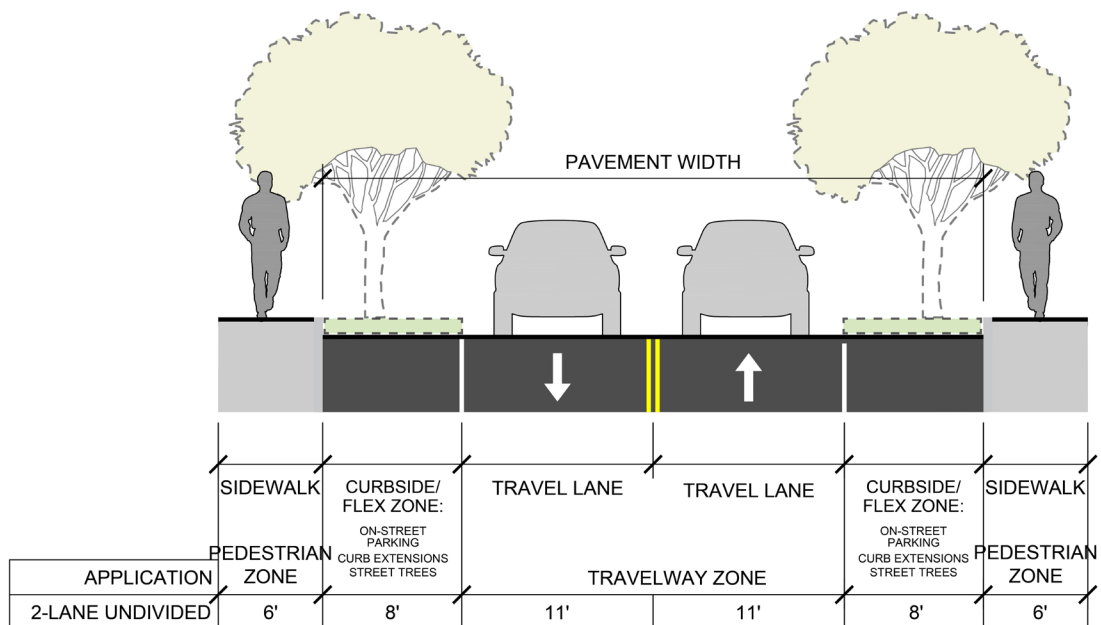 PAVEMENT WIDTH
SIDEWALK
CURBSIDE/
FLEX ZONE:
ON-STREET
PARKING
CURB EXTENSIONS
STREET TREES
TRAVEL LANE
TRAVEL LANE
CURBSIDE/
FLEX ZONE:
ON-STREET
PARKING
CURB EXTENSIONS
STREET TREES
SIDEWALK
PEDESTRIAN
ZONE
TRAVELWAY ZONE
PEDESTRIAN
ZONE
APPLICATION
2-LANE UNDIVIDED 6' 8' 11' 11' 8' 6'